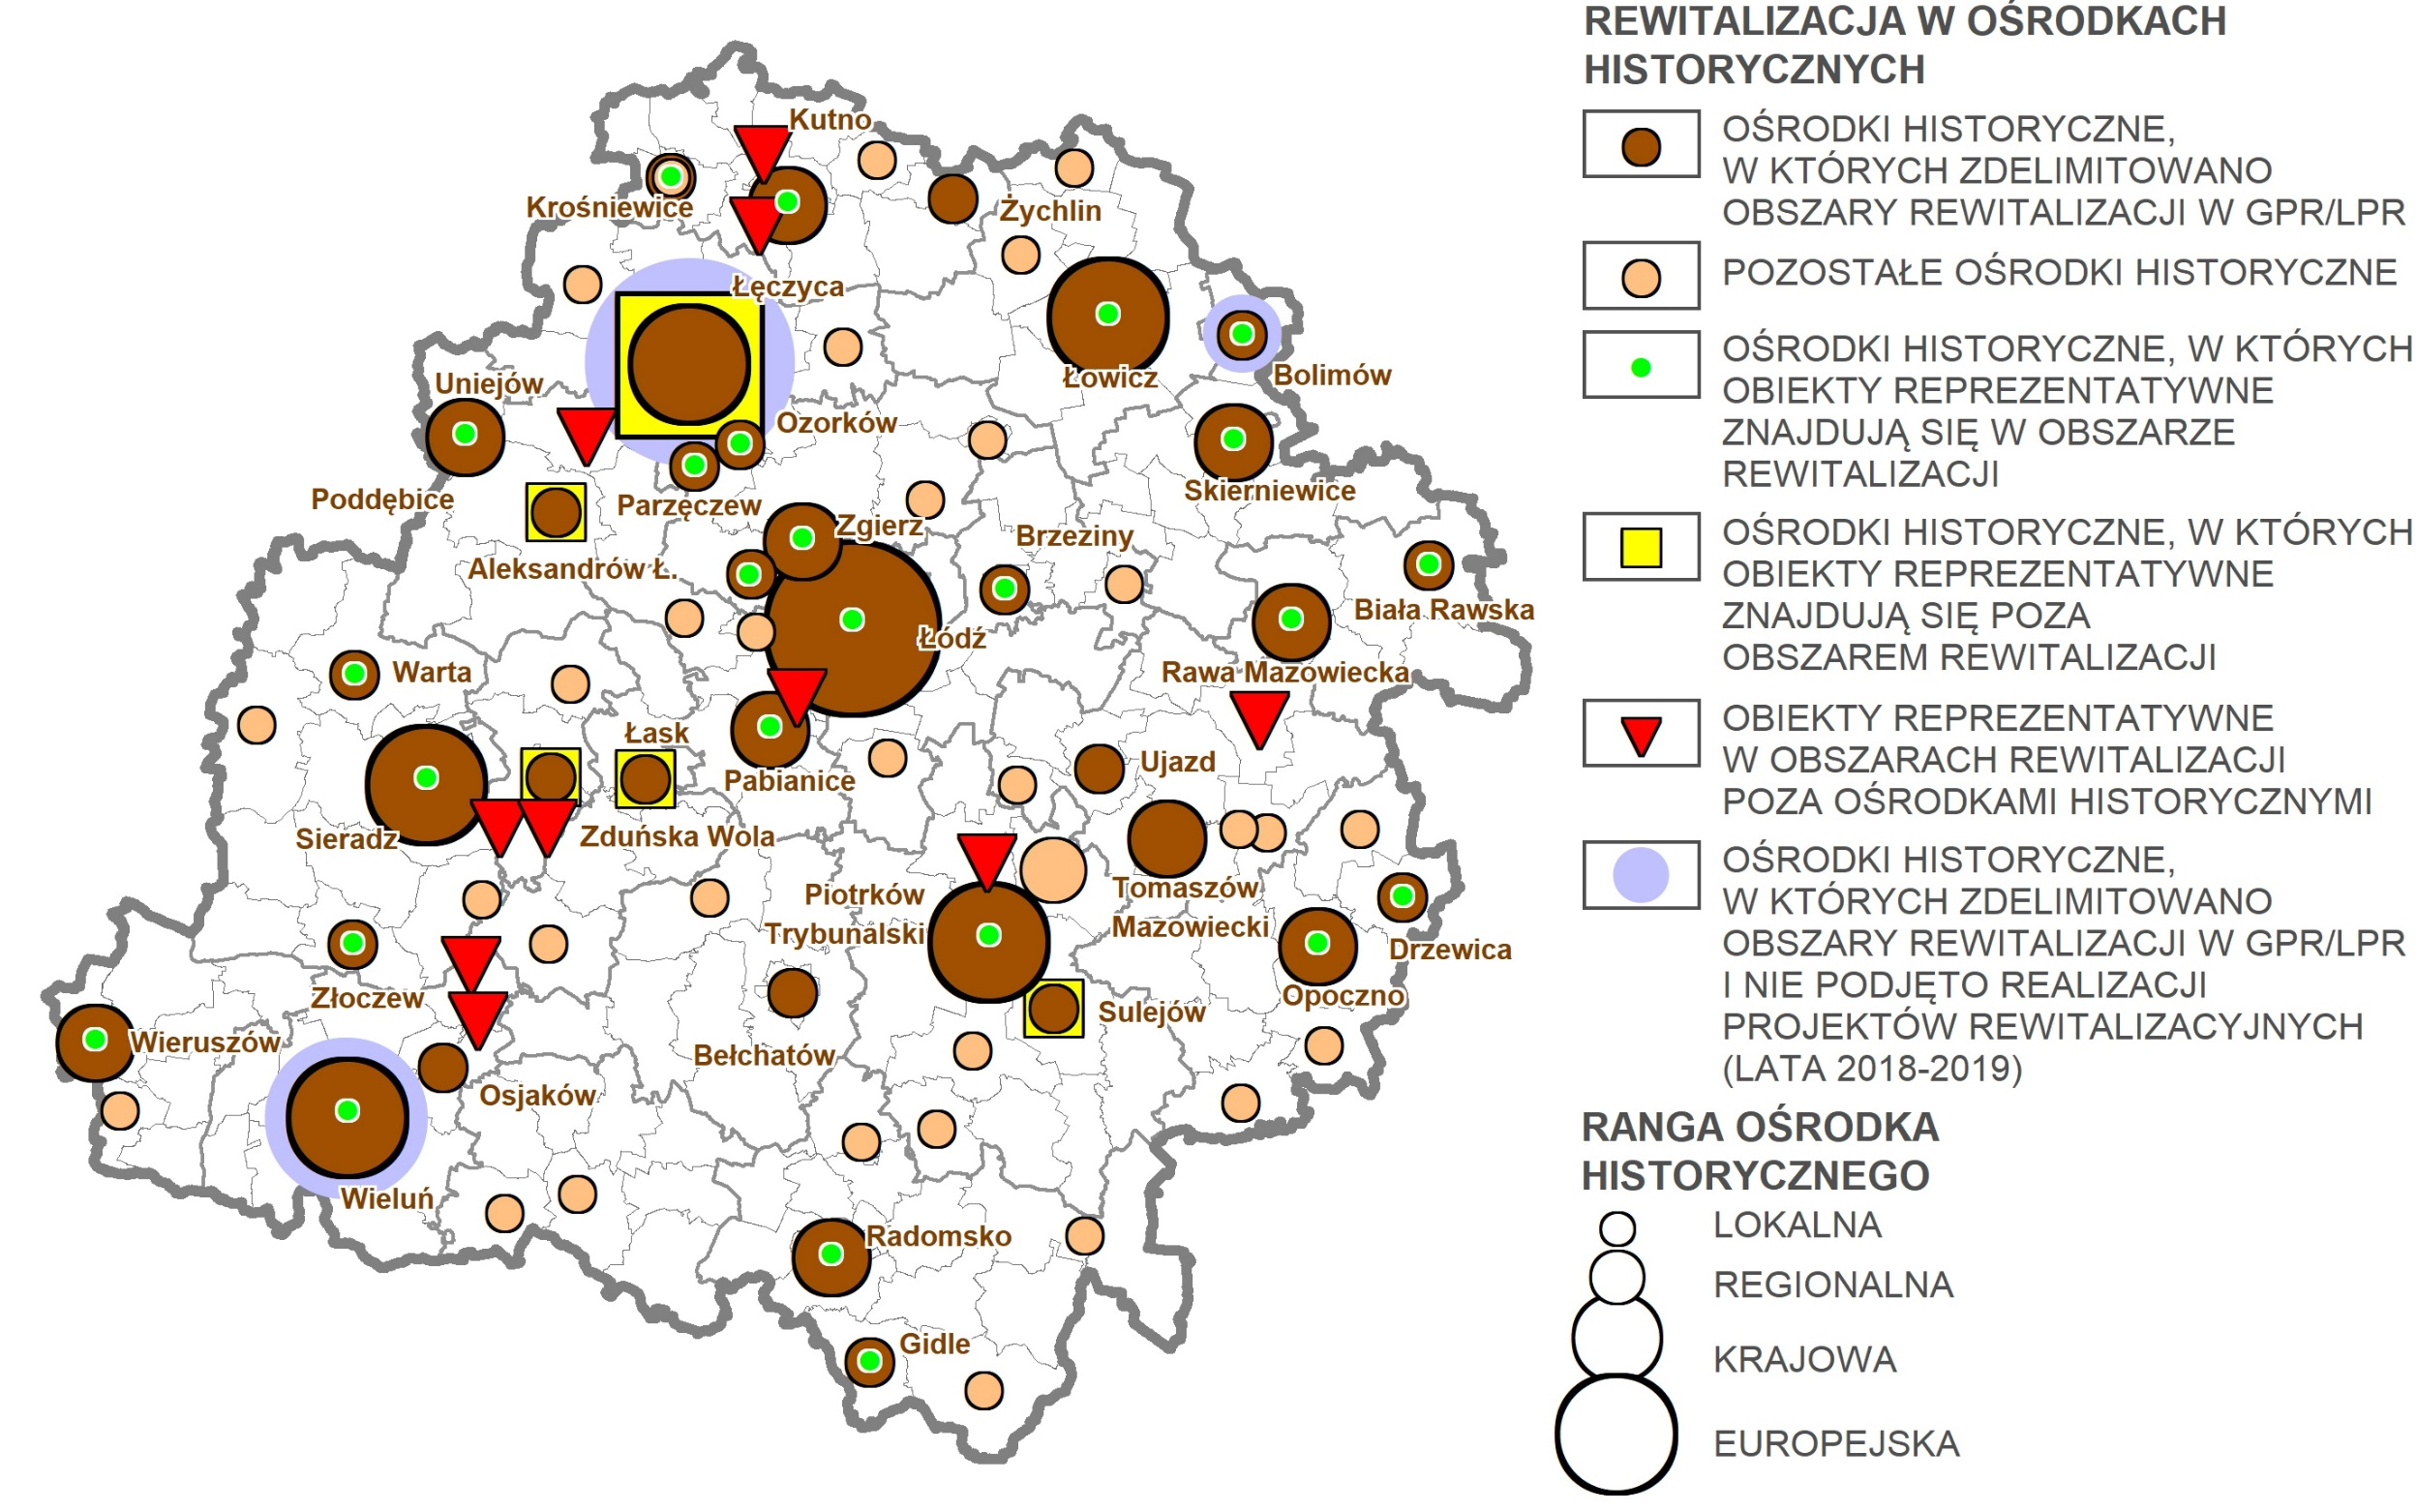 REWITALIZACJA W OŚRODKACH
HISTORYCZNYCH
OŚRODKI HISTORYCZNE,
W KTÓRYCH ZDELIMITOWANO
OBSZARY REWITALIZACJI W GPR/LPR
POZOSTAŁE OŚRODKI HISTORYCZNE
OŚRODKI HISTORYCZNE, W KTÓRYCH
OBIEKTY REPREZENTATYWNE
ZNAJDUJĄ SIĘ W OBSZARZE
REWITALIZACJI
OŚRODKI HISTORYCZNE, W KTÓRYCH
OBIEKTY REPREZENTATYWNE
ZNAJDUJĄ SIĘ POZA
OBSZAREM REWITALIZACJI
OBIEKTY REPREZENTATYWNE
W OBSZARACH REWITALIZACJI
POZA OŚRODKAMI HISTORYCZNYMI
OŚRODKI HISTORYCZNE,
W KTÓRYCH ZDELIMITOWANO
OBSZARY REWITALIZACJI W GPR/LPR
I NIE PODJĘTO REALIZACJI
PROJEKTÓW REWITALIZACYJNYCH
(LATA 2018-2019)
RANGA OŚRODKA
HISTORYCZNEGO
LOKALNA
REGIONALNA
KRAJOWA
EUROPEJSKA
Kutno
Krośniewice
Żychlin
Łęczyca
Łowicz
Bolimów
Uniejów
Ozorków
Skierniewice
Poddębice
Parzęczew
Zgierz
Brzeziny
Aleksandrów Ł.
Biała Rawska
Łódź
Warta
Rawa Mazowiecka
Łask
Ujazd
Pabianice
Sieradz
Zduńska Wola
Piotrków
Trybunalski
Tomaszów
Mazowiecki
Drzewica
Złoczew
Opoczno
Sulejów
Wieruszów
Bełchatów
Osjaków
Wieluń
Radomsko
Gidle